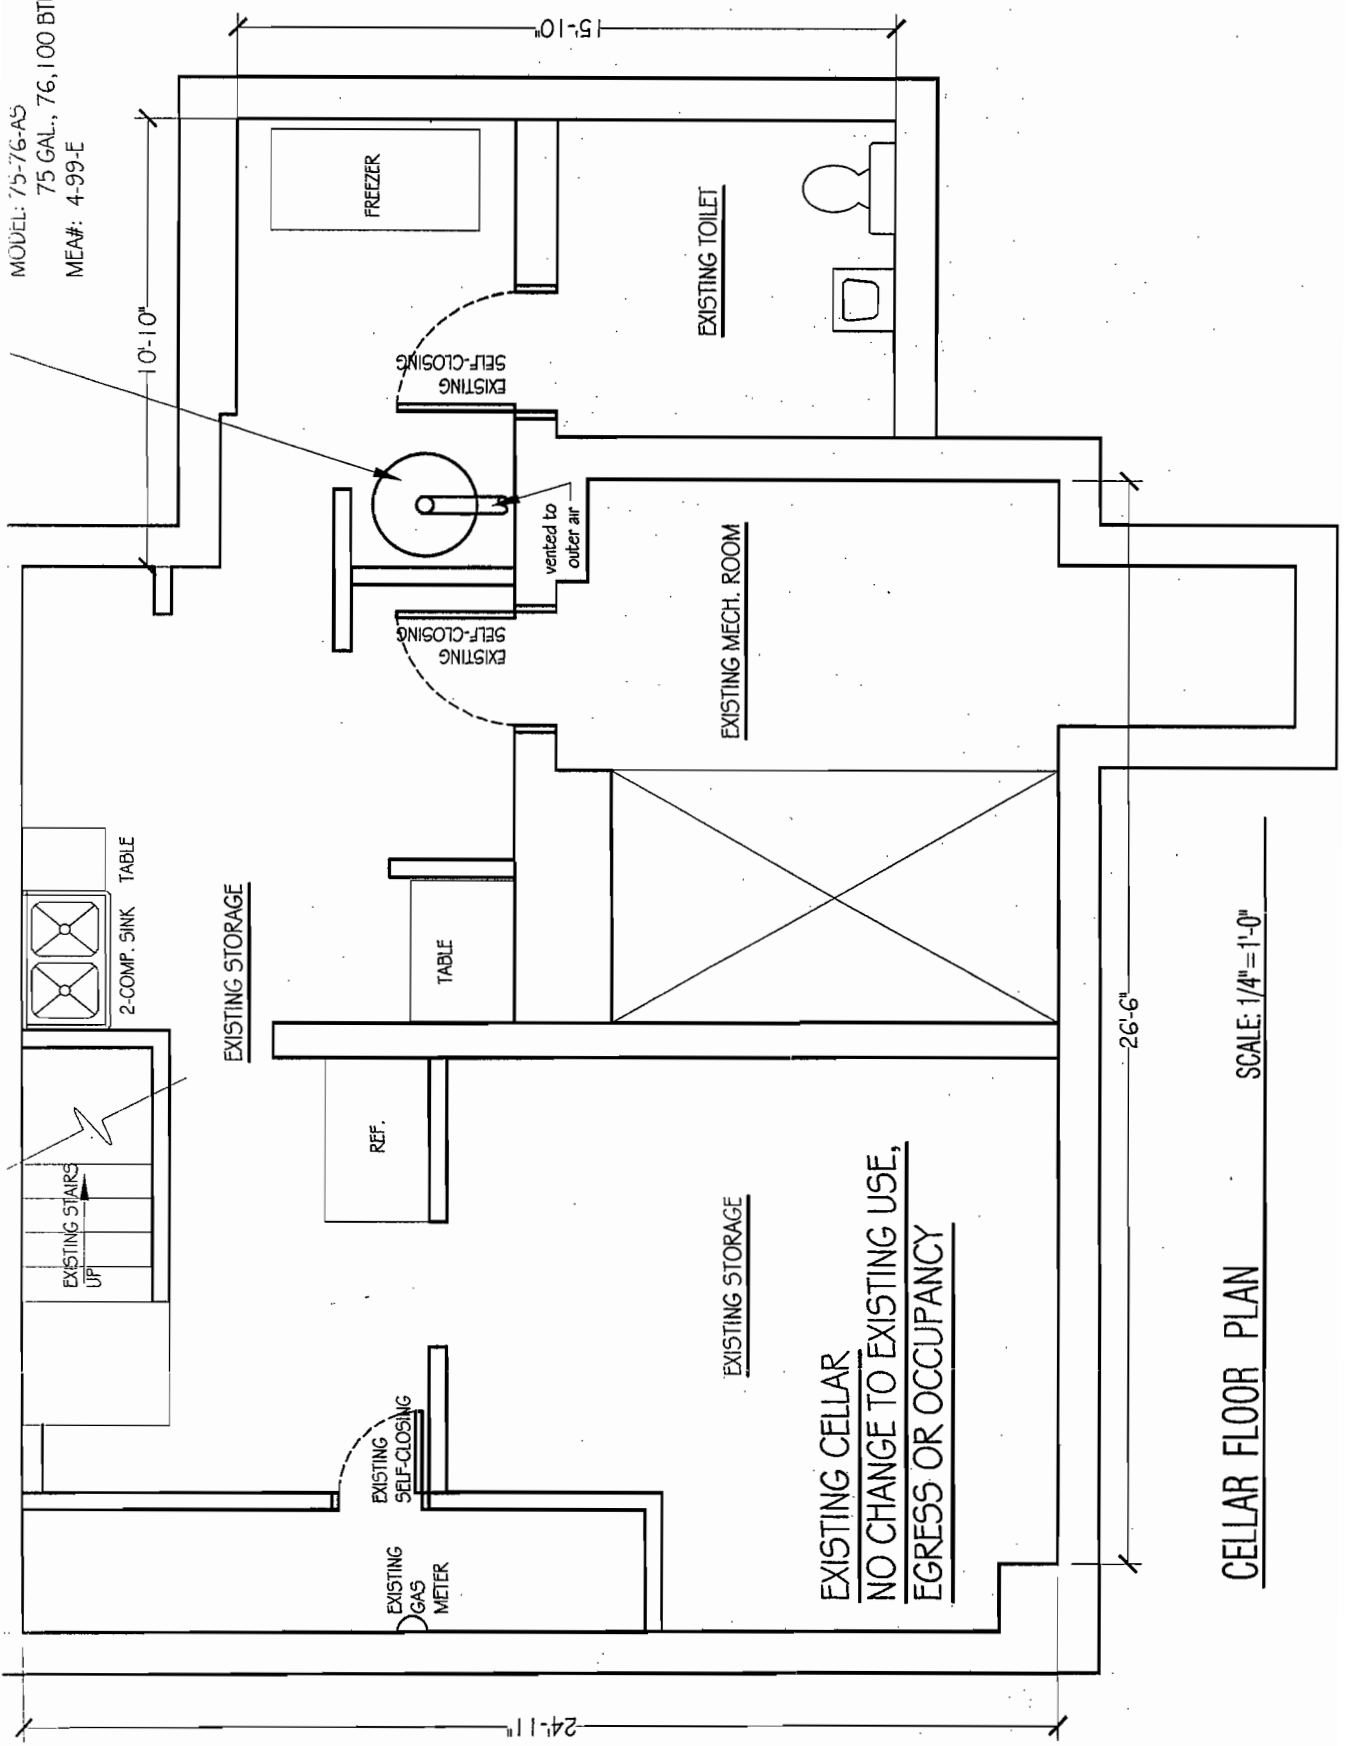 MODEL: 75-76-AS
75 GAL., 76,100
MEA#: 4-99-E
10'-10"
15'-10"
FREEZER
EXISTING TOILET
EXISTING
SELF-CLOSING
vented to
outer air
EXISTING MECH. ROOM
EXISTING
SELF-CLOSING
2-COMP. SINK
TABLE
EXISTING STORAGE
TABLE
EXISTING STAIRS
UP
REF.
EXISTING STORAGE
EXISTING
SELF-CLOSING
EXISTING
GAS
METER
EXISTING CELLAR
NO CHANGE TO EXISTING USE,
EGRESS OR OCCUPANCY
24'-11"
26'-6"
CELLAR FLOOR PLAN
SCALE: 1/4"=1'-0"